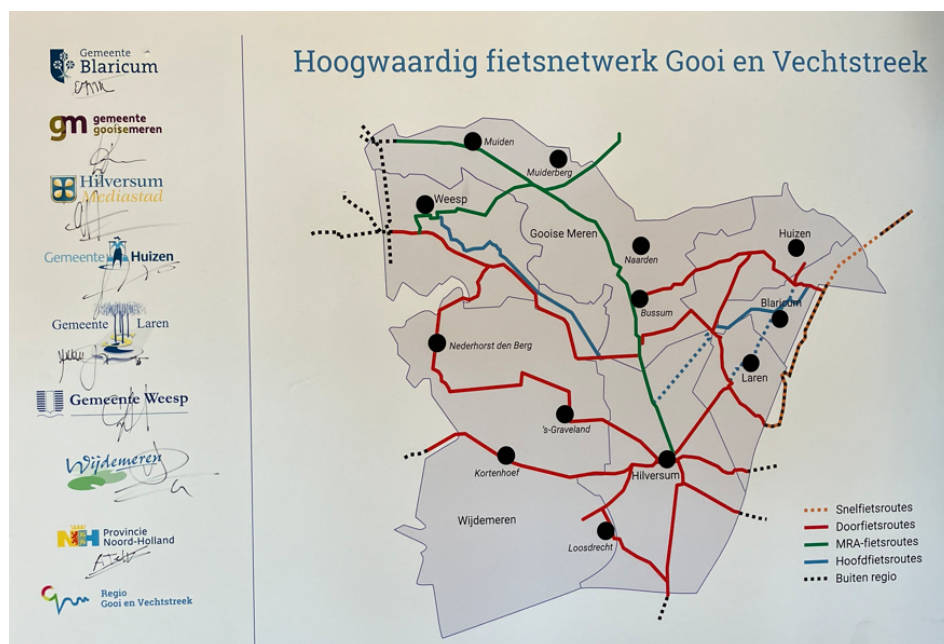 Gemeente
Blaricum
gm gemeente
gooisemeren
Hilversum
Mediastad
Gemeente Huizen
Gemeente Laren
Gemeente Weesp
Wijdemeren
NH Provincie
Noord-Holland
Regio
Gooi en Vechtstreek
Hoogwaardig fietsnetwerk Gooi en Vechtstreek
Muiden
Muiderberg
Weesp
Gooise Meren
Huizen
Naarden
Bussum
Blaricum
Nederhorst den Berg
Laren
's-Graveland
Kortenhoef
Hilversum
Wijdemeren
Loosdrecht
Snelfietsroutes
Doorfietsroutes
MRA-fietsroutes
Hoofdfietsroutes
Buiten regio